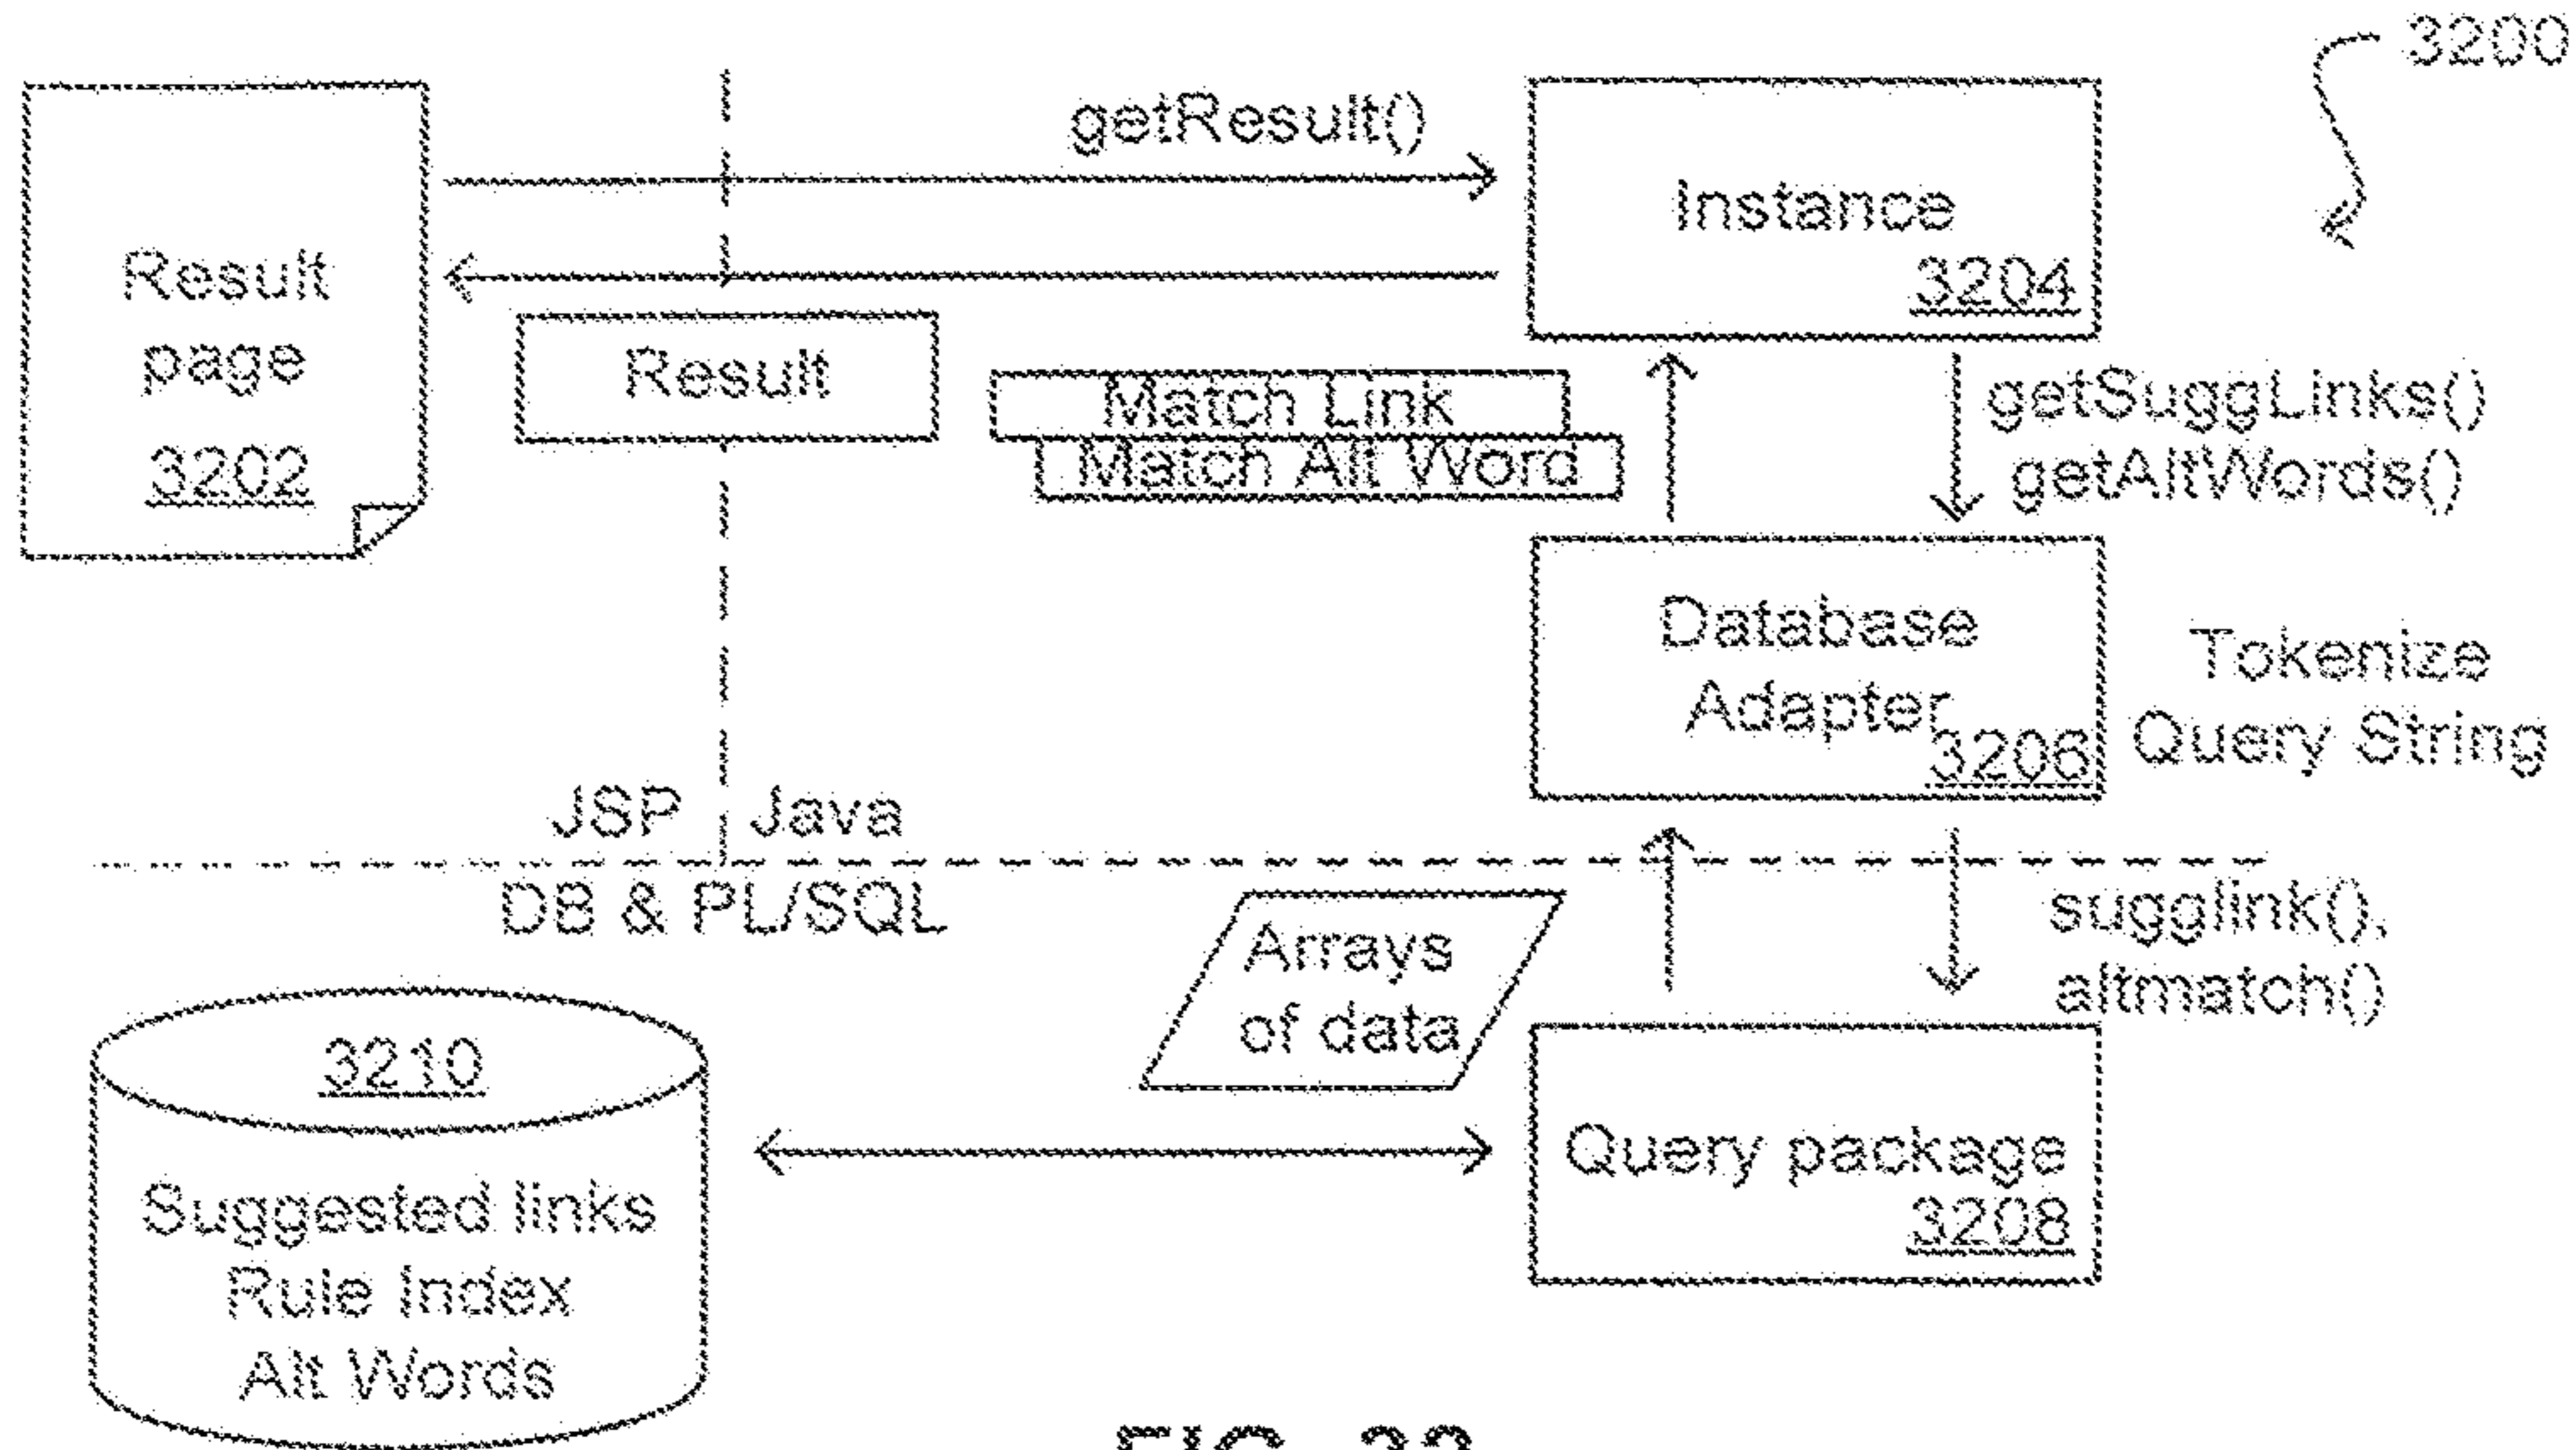 3200
getResult()
Instance
3204
Result
page
3202
Result
Match Link
Match Alt Word
getSuggLinks()
getAltWords()
Database
Adapter
3206
Tokenize
Query String
JSP
Java
DB & PL/SQL
sugglink(),
altmatch()
Arrays
of data
3210
Suggested links
Rule Index
Alt Words
Query package
3208